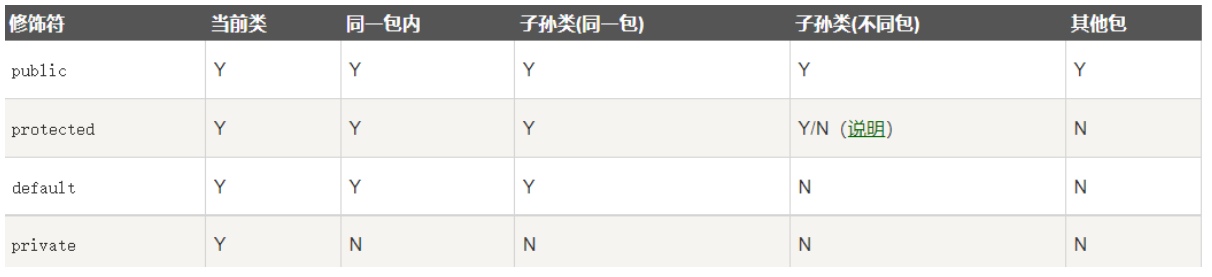 修饰符 当前类 同一包内 子孙类(同一包) 子孙类(不同包) 其他包
public Y Y Y Y Y
protected Y Y Y Y/N（说明） N
default Y Y Y N N
private Y N N N N